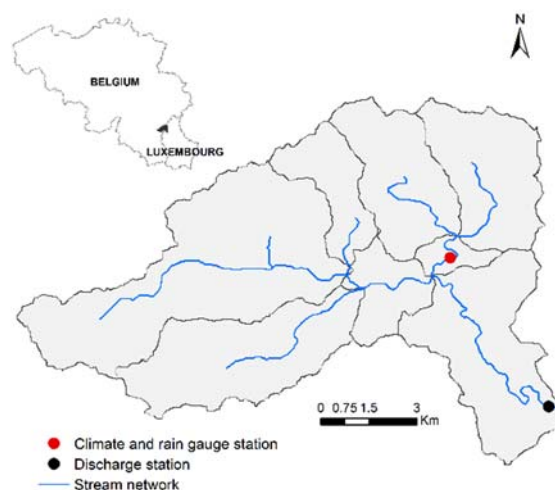 N
BELGIUM
LUXEMBOURG
0 0.75 1.5 3
Km
Climate and rain gauge station
Discharge station
Stream network